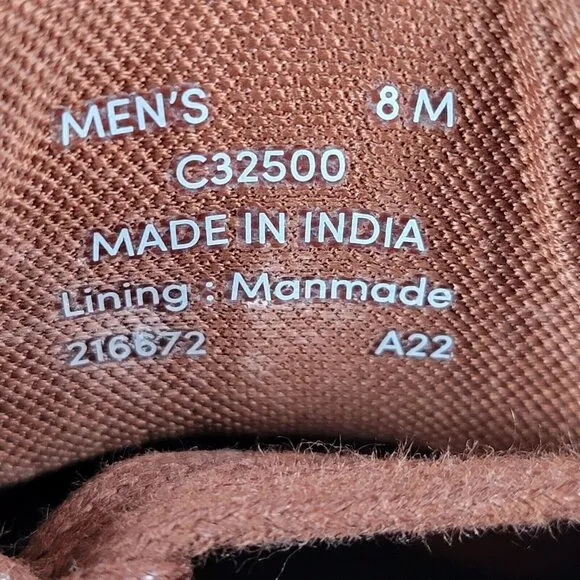 MEN'S 8 M
C32500
MADE IN INDIA
Lining : Manmade
216672 A22